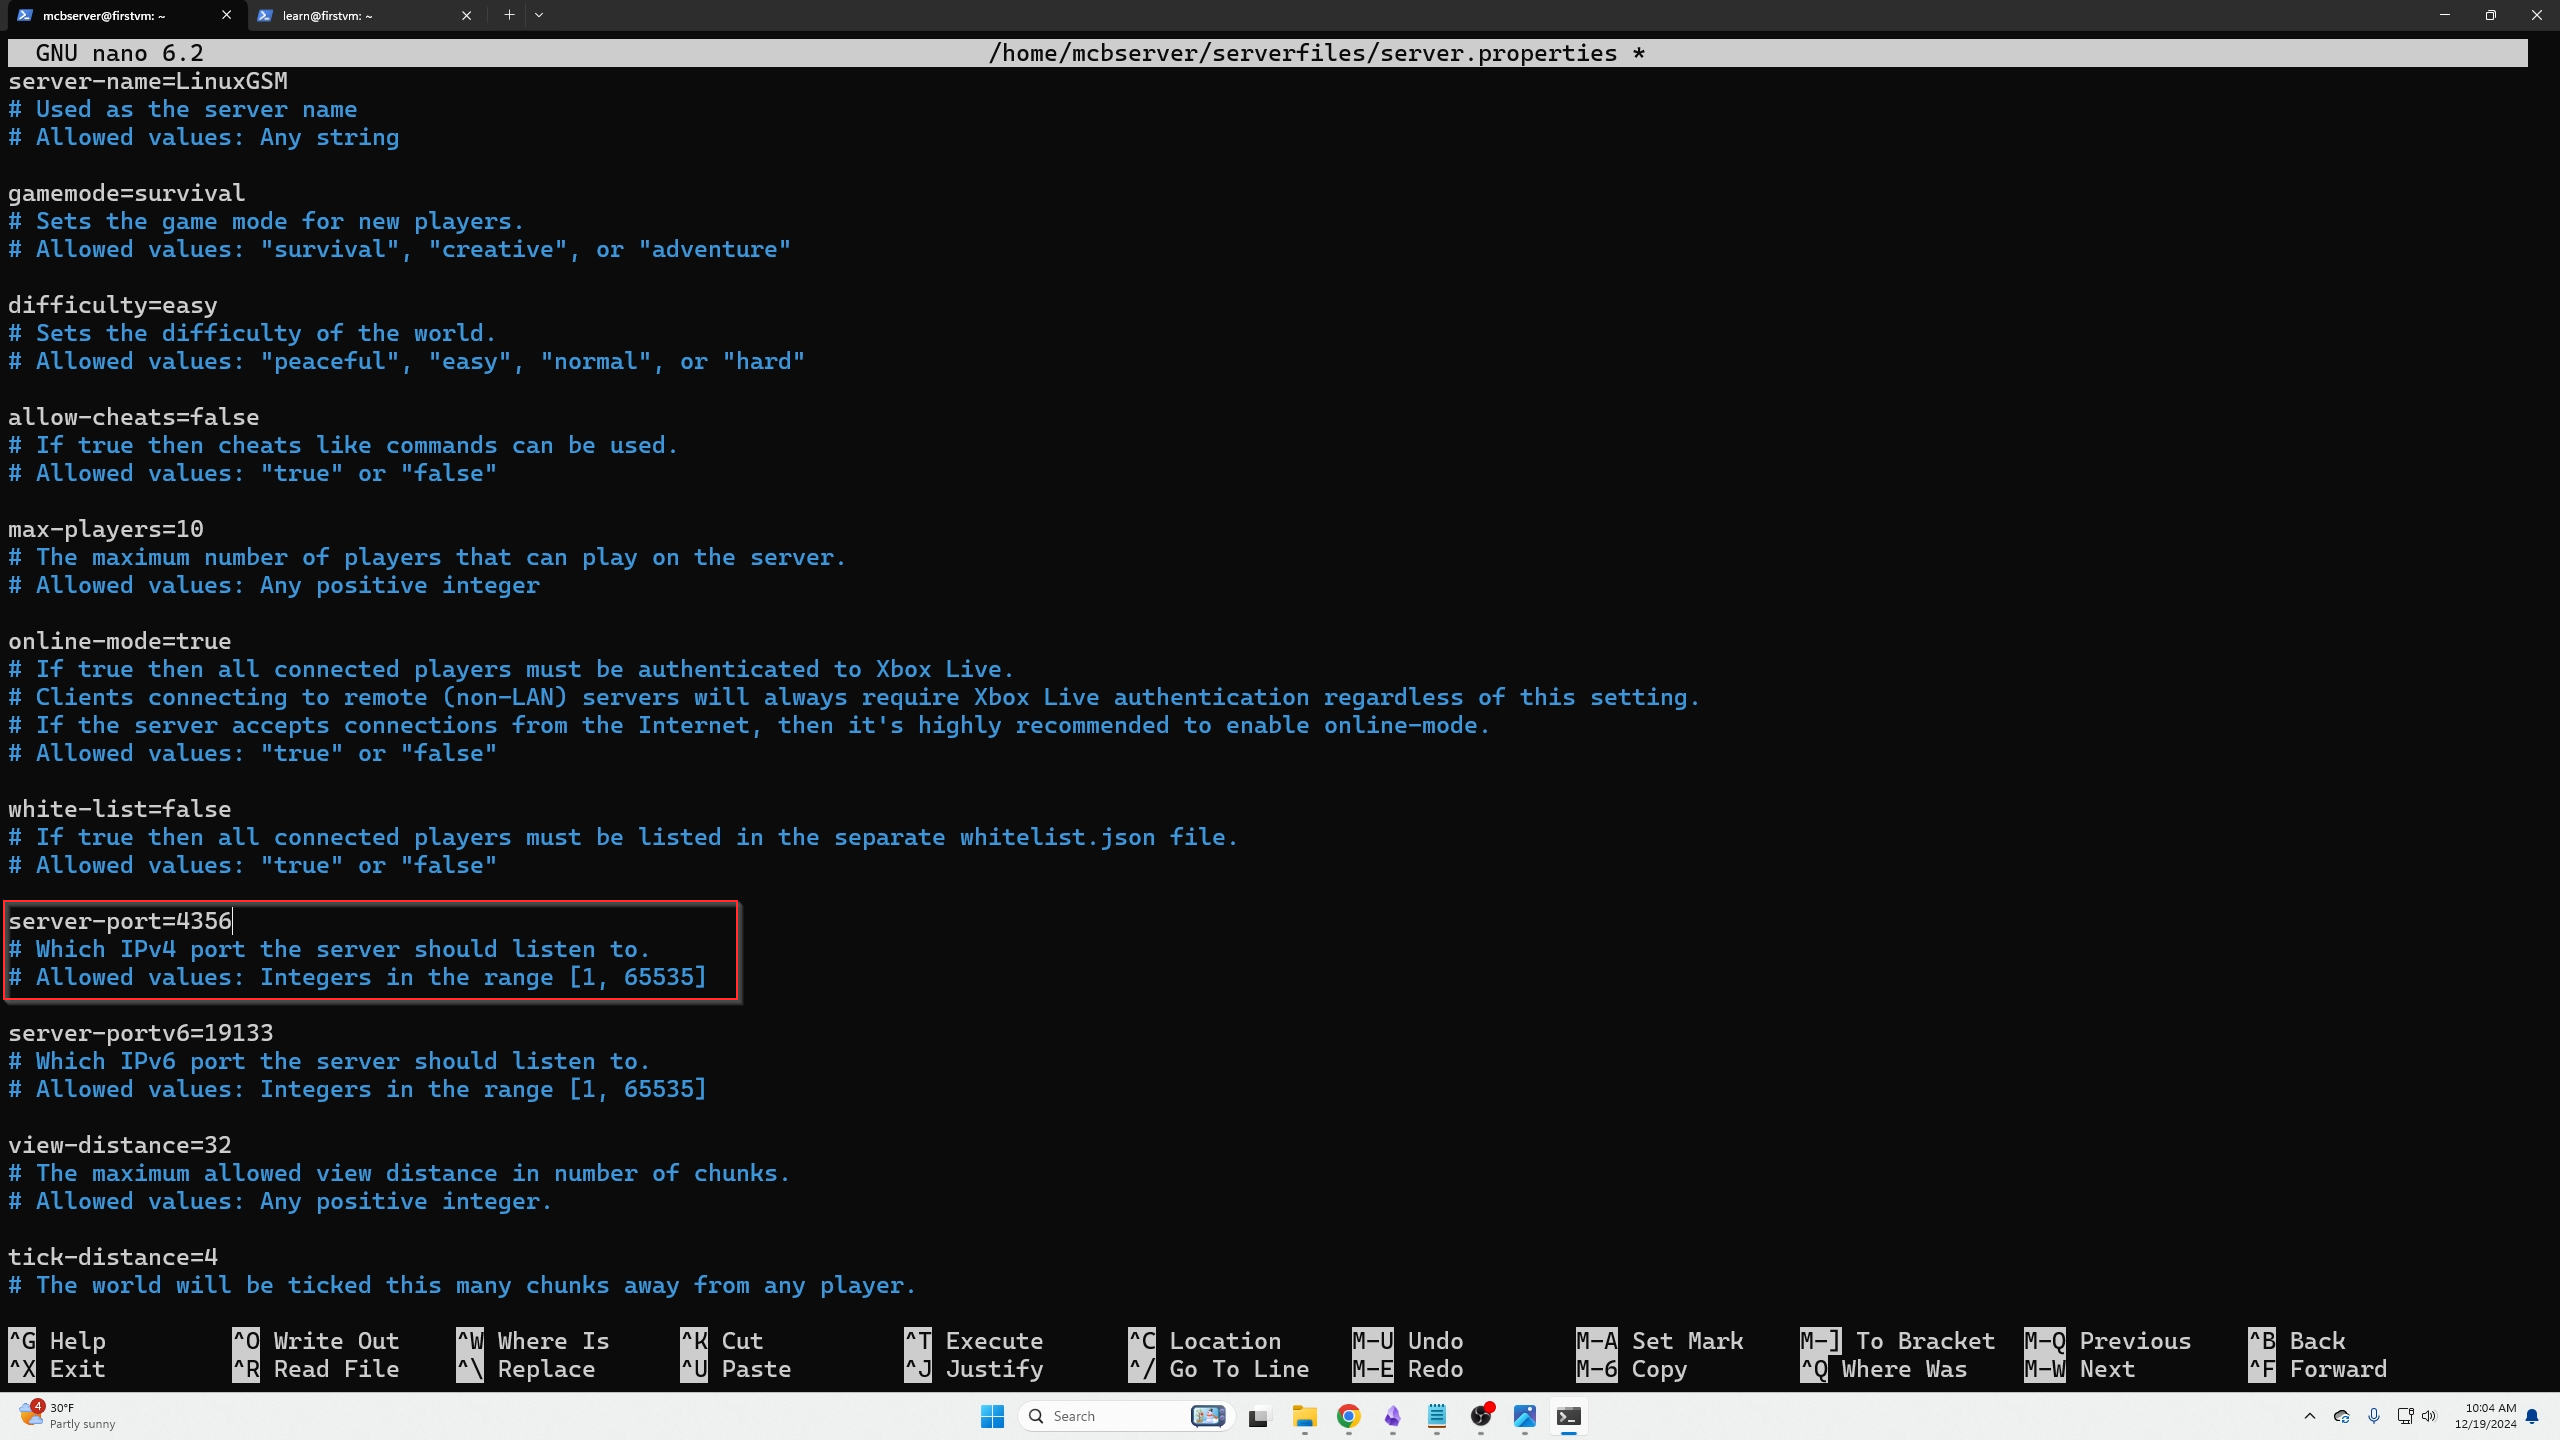 mcbserver@firstvm: ~
learn@firstvm: ~
GNU nano 6.2 /home/mcbserver/serverfiles/server.properties *
server-name=LinuxGSM
# Used as the server name
# Allowed values: Any string
gamemode=survival
# Sets the game mode for new players.
# Allowed values: "survival", "creative", or "adventure"
difficulty=easy
# Sets the difficulty of the world.
# Allowed values: "peaceful", "easy", "normal", or "hard"
allow-cheats=false
# If true then cheats like commands can be used.
# Allowed values: "true" or "false"
max-players=10
# The maximum number of players that can play on the server.
# Allowed values: Any positive integer
online-mode=true
# If true then all connected players must be authenticated to Xbox Live.
# Clients connecting to remote (non-LAN) servers will always require Xbox Live authentication regardless of this setting.
# If the server accepts connections from the Internet, then it's highly recommended to enable online-mode.
# Allowed values: "true" or "false"
white-list=false
# If true then all connected players must be listed in the separate whitelist.json file.
# Allowed values: "true" or "false"
server-port=4356
# Which IPv4 port the server should listen to.
# Allowed values: Integers in the range [1, 65535]
server-portv6=19133
# Which IPv6 port the server should listen to.
# Allowed values: Integers in the range [1, 65535]
view-distance=32
# The maximum allowed view distance in number of chunks.
# Allowed values: Any positive integer.
tick-distance=4
# The world will be ticked this many chunks away from any player.
^G Help ^O Write Out ^W Where Is ^K Cut ^T Execute ^C Location M-U Undo M-A Set Mark M-] To Bracket M-Q Previous ^B Back
^X Exit ^R Read File ^\ Replace ^U Paste ^J Justify ^/ Go To Line M-E Redo M-6 Copy ^Q Where Was M-W Next ^F Forward
4
30°F
Partly sunny
Search
10:04 AM
12/19/2024